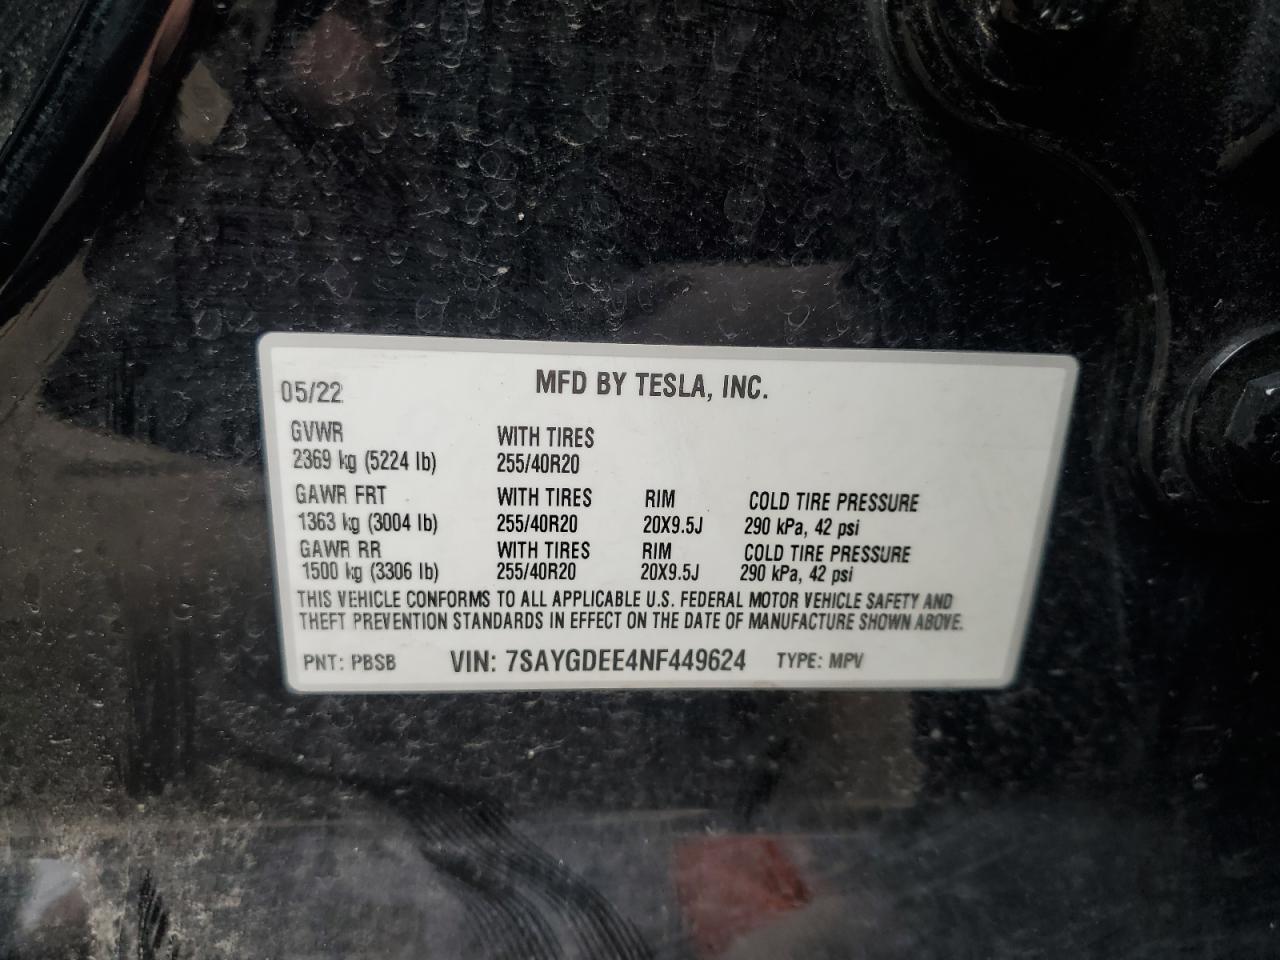 05/22 MFD BY TESLA, INC.
GVWR WITH TIRES
2369 kg (5224 lb) 255/40R20
GAWR FRT WITH TIRES RIM COLD TIRE PRESSURE
1363 kg (3004 lb) 255/40R20 20X9.5J 290 kPa, 42 psi
GAWR RR WITH TIRES RIM COLD TIRE PRESSURE
1500 kg (3306 lb) 255/40R20 20X9.5J 290 kPa, 42 psi
THIS VEHICLE CONFORMS TO ALL APPLICABLE U.S. FEDERAL MOTOR VEHICLE SAFETY AND
THEFT PREVENTION STANDARDS IN EFFECT ON THE DATE OF MANUFACTURE SHOWN ABOVE.
PNT: PBSB VIN: 7SAYGDEE4NF449624 TYPE: MPV